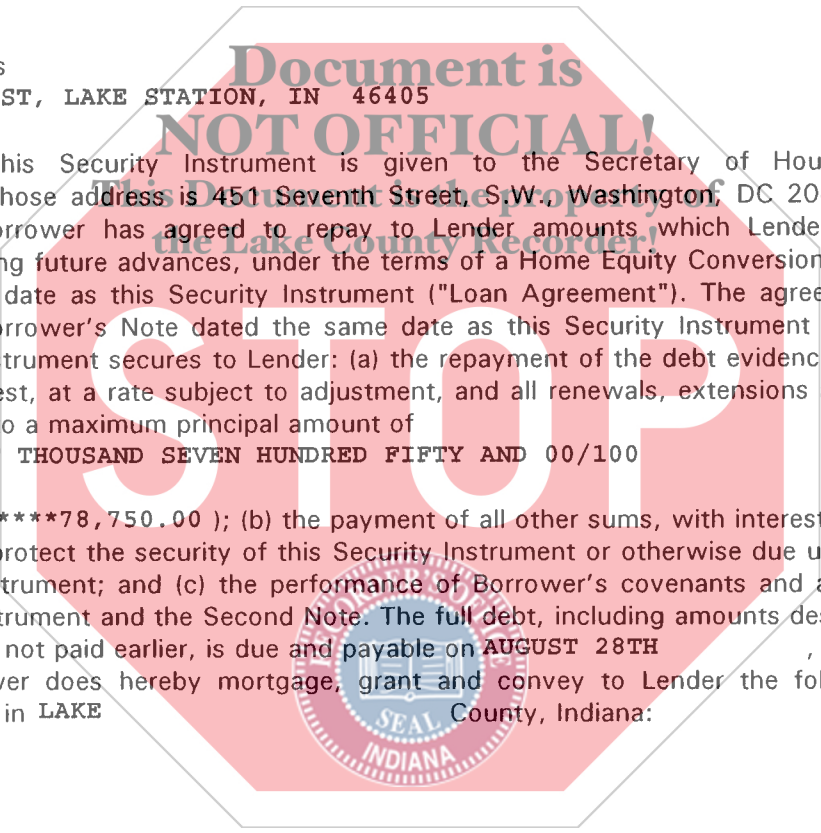 s
Document is
ST, LAKE STATION, IN 46405
NOT OFFICIAL!
his Security Instrument is given to the Secretary of Hou
hose address is 451 Seventh Street, S.W., Washington, DC 20
This Document is the property of
orrower has agreed to repay to Lender amounts which Lende
the Lake County Recorder!
ng future advances, under the terms of a Home Equity Conversion
date as this Security Instrument ("Loan Agreement"). The agree
orrower's Note dated the same date as this Security Instrument
strument secures to Lender: (a) the repayment of the debt evidenc
est, at a rate subject to adjustment, and all renewals, extensions
o a maximum principal amount of
THOUSAND SEVEN HUNDRED FIFTY AND 00/100
STOP
****78,750.00 ); (b) the payment of all other sums, with interest
protect the security of this Security Instrument or otherwise due u
trument; and (c) the performance of Borrower's covenants and a
trument and the Second Note. The full debt, including amounts des
not paid earlier, is due and payable on AUGUST 28TH ,
ver does hereby mortgage, grant and convey to Lender the fol
in LAKE County, Indiana:
RECORDER'S OFFICE
SEAL
INDIANA